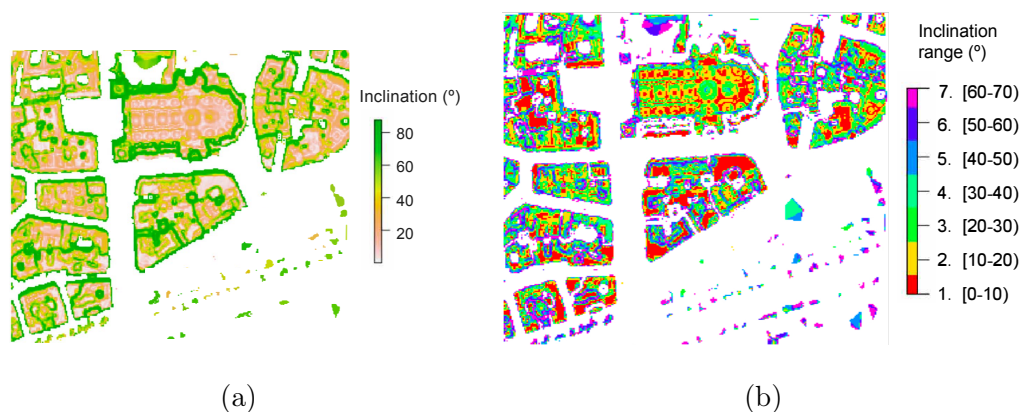 Inclination (º)
80
60
40
20
(a)
Inclination
range (º)
7. [60-70)
6. [50-60)
5. [40-50)
4. [30-40)
3. [20-30)
2. [10-20)
1. [0-10)
(b)